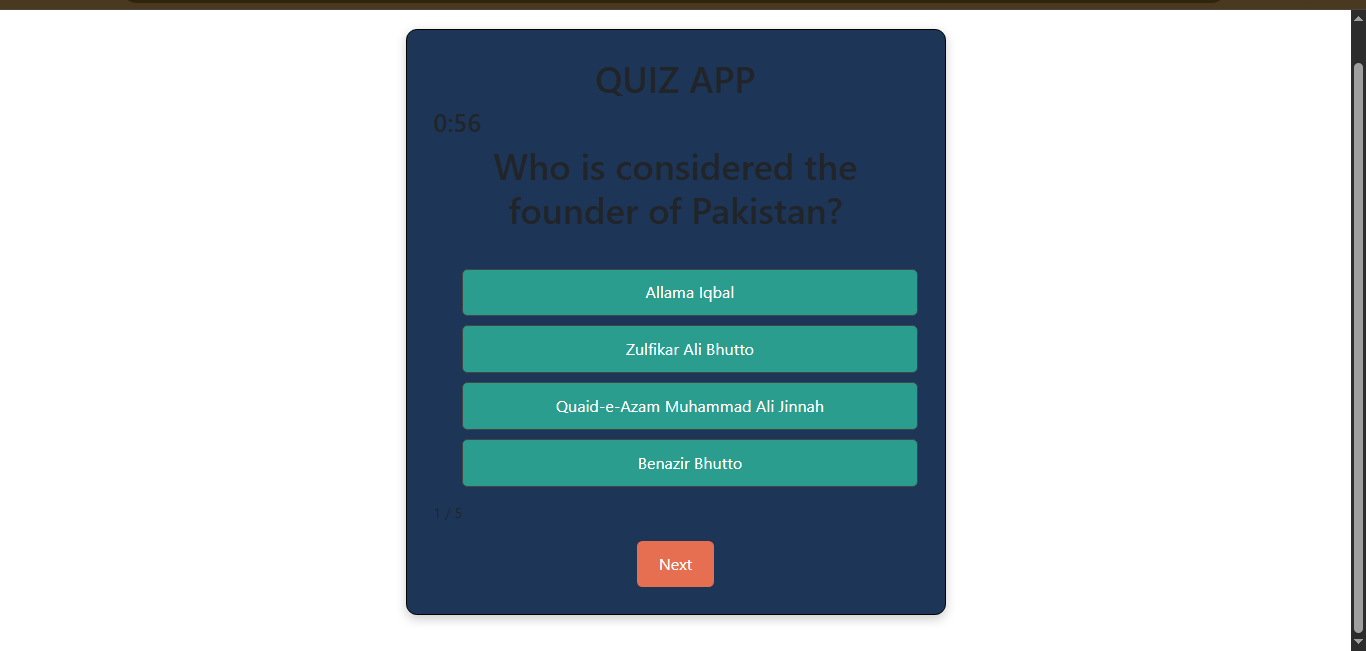 QUIZ APP
0:56
Who is considered the
founder of Pakistan?
Allama Iqbal
Zulfikar Ali Bhutto
Quaid-e-Azam Muhammad Ali Jinnah
Benazir Bhutto
1 / 5
Next